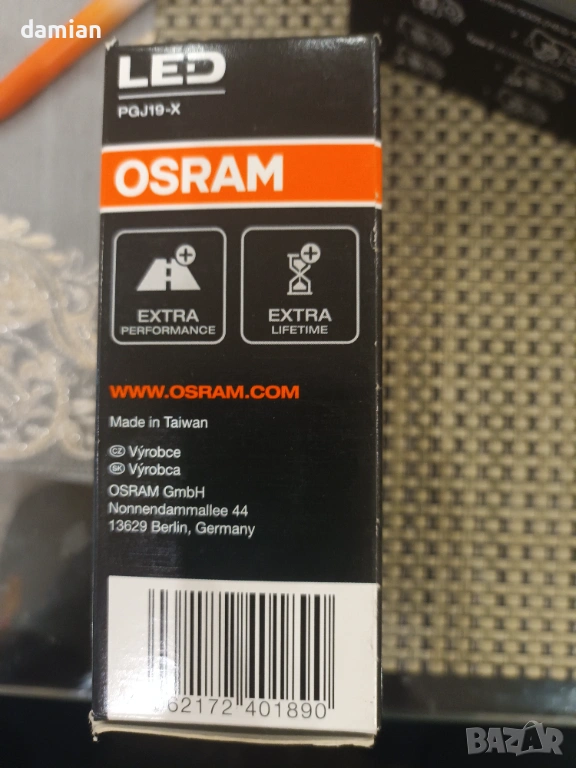 damian
LED
PGJ19-X
OSRAM
EXTRA
PERFORMANCE
EXTRA
LIFETIME
WWW.OSRAM.COM
Made in Taiwan
CZ Výrobce
SK Výrobca
OSRAM GmbH
Nonnendammallee 44
13629 Berlin, Germany
62172 401890
BAZAR